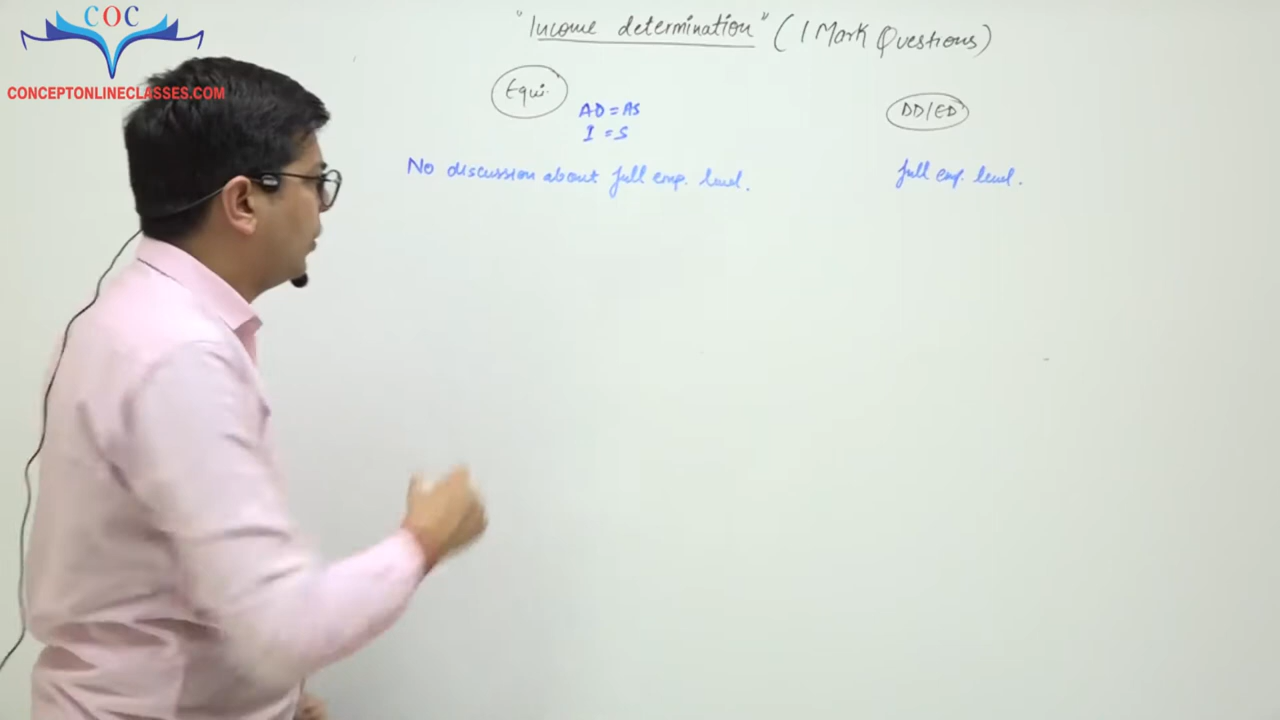 COC
CONCEPTONLINECLASSES.COM
"Income determination" (1 Mark Questions)
Equi.
AD = AS
I = S
No discussion about full emp. level.
DD/ED
full emp. level.